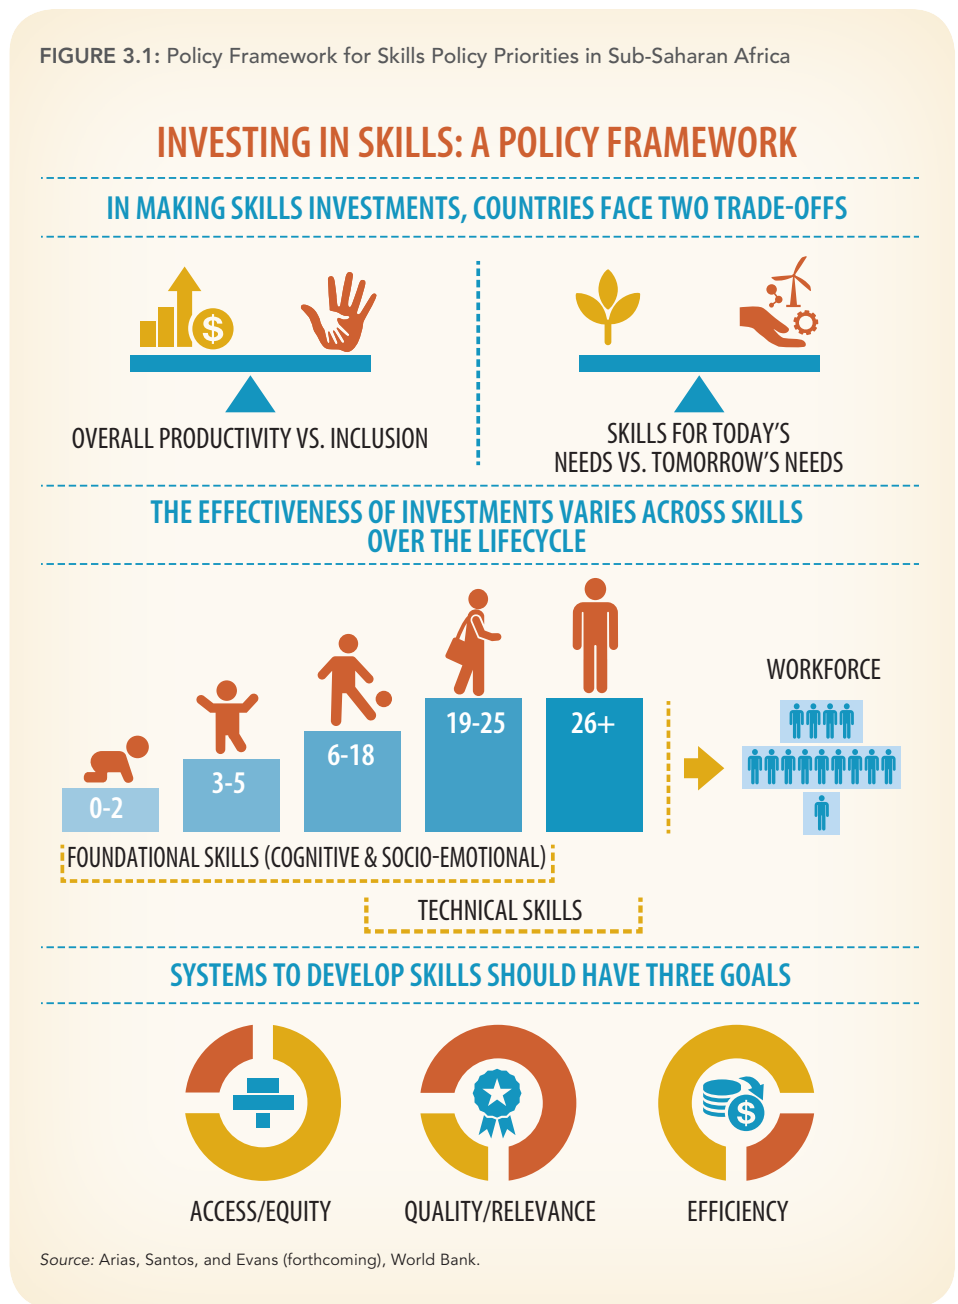 FIGURE 3.1: Policy Framework for Skills Policy Priorities in Sub-Saharan Africa
INVESTING IN SKILLS: A POLICY FRAMEWORK
IN MAKING SKILLS INVESTMENTS, COUNTRIES FACE TWO TRADE-OFFS
$
OVERALL PRODUCTIVITY VS. INCLUSION
SKILLS FOR TODAY'S
NEEDS VS. TOMORROW'S NEEDS
THE EFFECTIVENESS OF INVESTMENTS VARIES ACROSS SKILLS
OVER THE LIFECYCLE
0-2
3-5
6-18
19-25
26+
WORKFORCE
FOUNDATIONAL SKILLS (COGNITIVE & SOCIO-EMOTIONAL)
TECHNICAL SKILLS
SYSTEMS TO DEVELOP SKILLS SHOULD HAVE THREE GOALS
$
ACCESS/EQUITY
QUALITY/RELEVANCE
EFFICIENCY
Source: Arias, Santos, and Evans (forthcoming), World Bank.